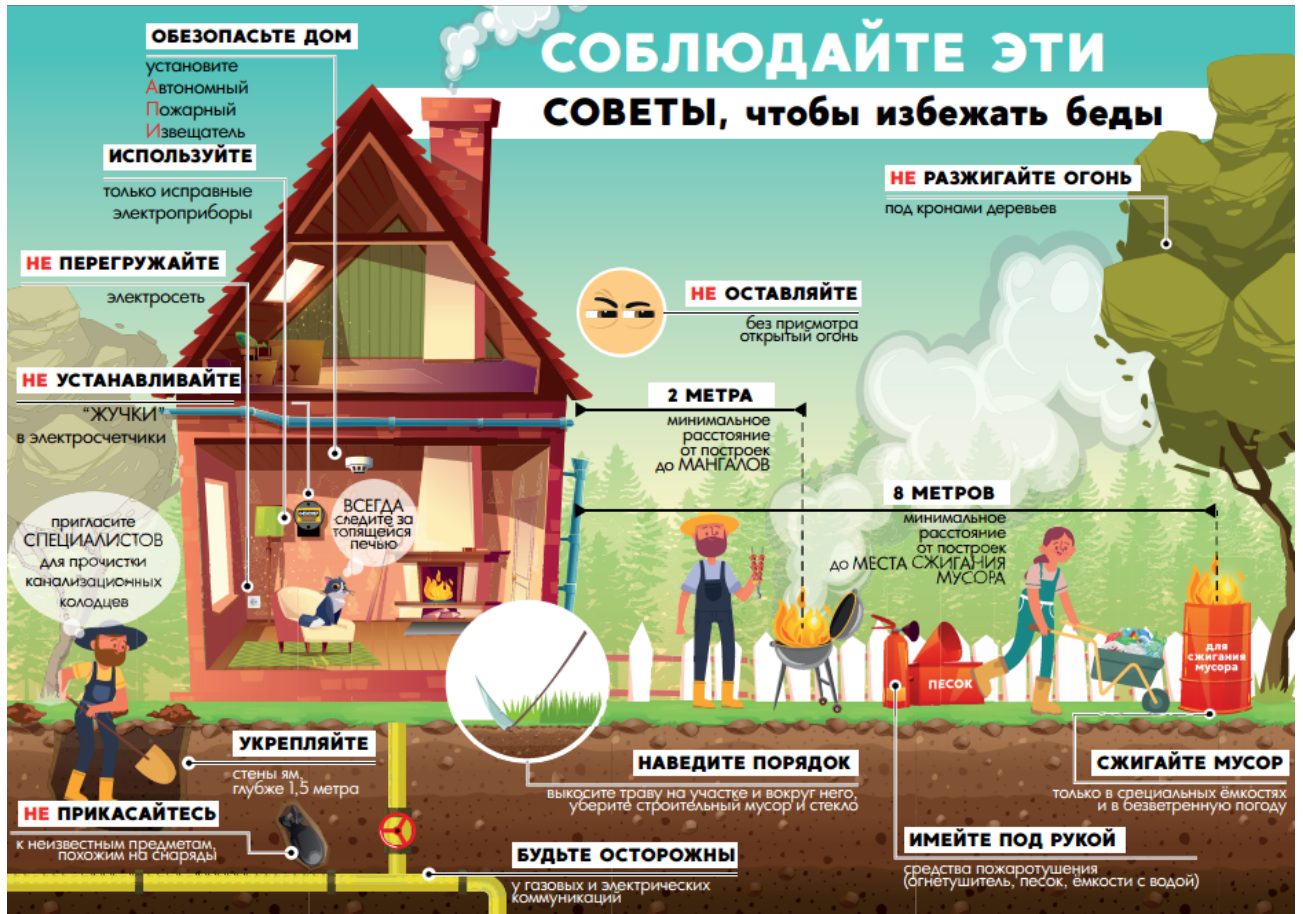 СОБЛЮДАЙТЕ ЭТИ
СОВЕТЫ, чтобы избежать беды
ОБЕЗОПАСЬТЕ ДОМ
установите
Автономный
Пожарный
Извещатель
ИСПОЛЬЗУЙТЕ
только исправные
электроприборы
НЕ ПЕРЕГРУЖАЙТЕ
электросеть
НЕ УСТАНАВЛИВАЙТЕ
"ЖУЧКИ"
в электросчетчики
пригласите
СПЕЦИАЛИСТОВ
для прочистки
канализационных
колодцев
ВСЕГДА
следите за
топящейся
печью
НЕ РАЗЖИГАЙТЕ ОГОНЬ
под кронами деревьев
НЕ ОСТАВЛЯЙТЕ
без присмотра
открытый огонь
2 МЕТРА
минимальное
расстояние
от построек
до МАНГАЛОВ
8 МЕТРОВ
минимальное
расстояние
от построек
до МЕСТА СЖИГАНИЯ
МУСОРА
ПЕСОК
для
сжигания
мусора
УКРЕПЛЯЙТЕ
стены ям,
глубже 1,5 метра
НЕ ПРИКАСАЙТЕСЬ
к неизвестным предметам,
похожим на снаряды
НАВЕДИТЕ ПОРЯДОК
выкосите траву на участке и вокруг него,
уберите строительный мусор и стекло
БУДЬТЕ ОСТОРОЖНЫ
у газовых и электрических
коммуникаций
СЖИГАЙТЕ МУСОР
только в специальных ёмкостях
и в безветренную погоду
ИМЕЙТЕ ПОД РУКОЙ
средства пожаротушения
(огнетушитель, песок, ёмкости с водой)